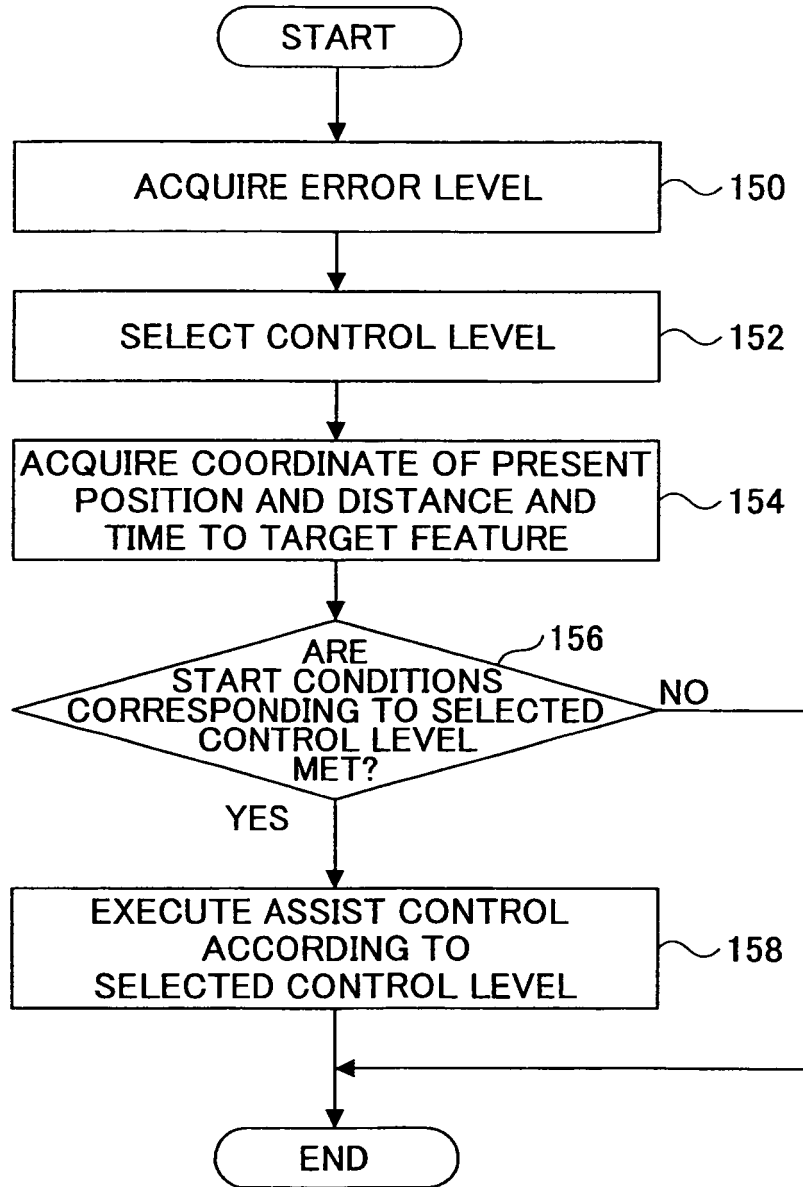 START
ACQUIRE ERROR LEVEL
150
SELECT CONTROL LEVEL
152
ACQUIRE COORDINATE OF PRESENT
POSITION AND DISTANCE AND
TIME TO TARGET FEATURE
154
156
ARE
START CONDITIONS
CORRESPONDING TO SELECTED
CONTROL LEVEL
MET?
NO
YES
EXECUTE ASSIST CONTROL
ACCORDING TO
SELECTED CONTROL LEVEL
158
END